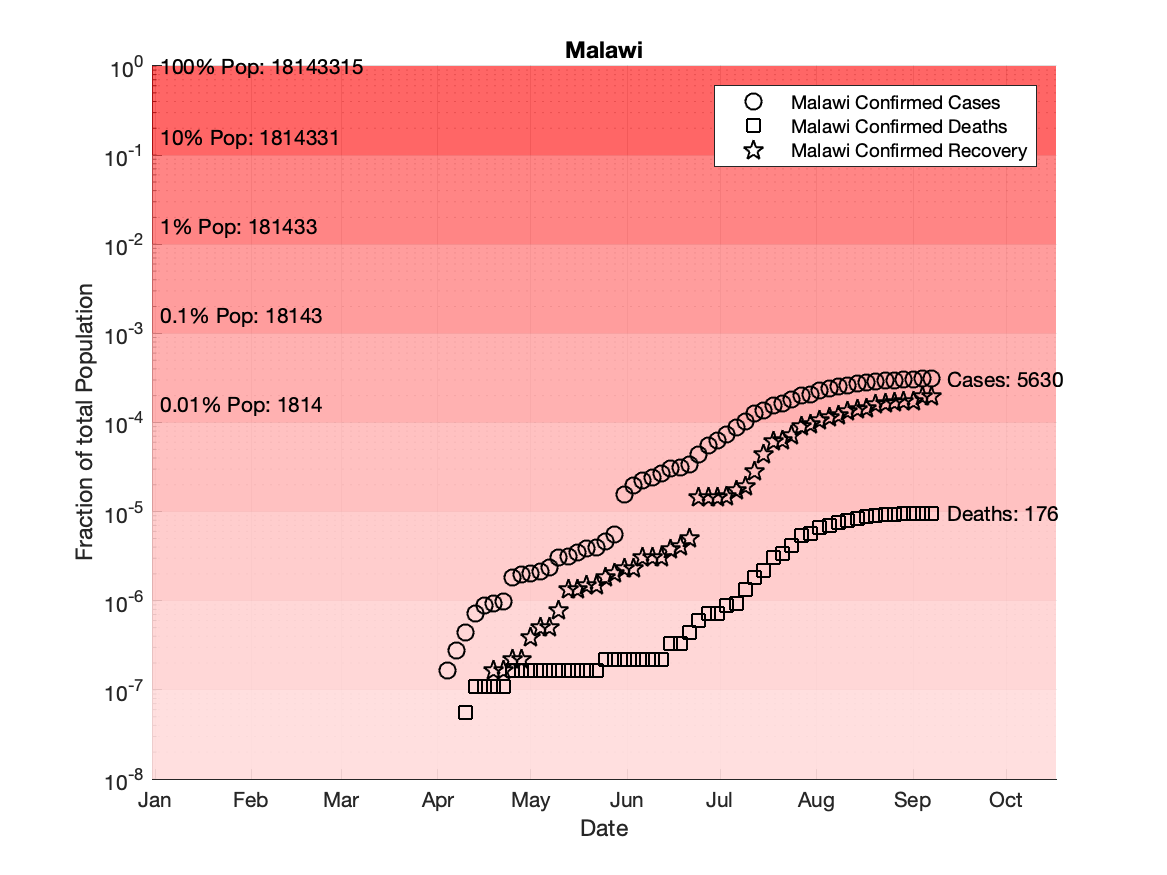 Malawi
10^0
100% Pop: 18143315
Malawi Confirmed Cases
Malawi Confirmed Deaths
Malawi Confirmed Recovery
10% Pop: 1814331
10^-1
1% Pop: 181433
10^-2
0.1% Pop: 18143
10^-3
Cases: 5630
0.01% Pop: 1814
10^-4
10^-5
Deaths: 176
10^-6
10^-7
10^-8
Fraction of total Population
Jan Feb Mar Apr May Jun Jul Aug Sep Oct
Date